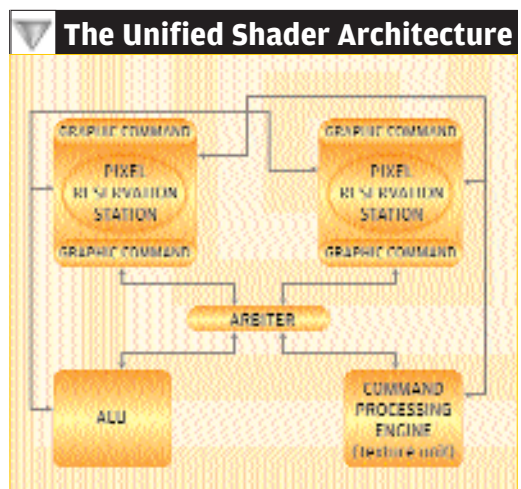 The Unified Shader Architecture
GRAPHIC COMMAND
PIXEL
RESERVATION
STATION
GRAPHIC COMMAND
GRAPHIC COMMAND
PIXEL
RESERVATION
STATION
GRAPHIC COMMAND
ARBITER
ALU
COMMAND
PROCESSING
ENGINE
(texture unit)